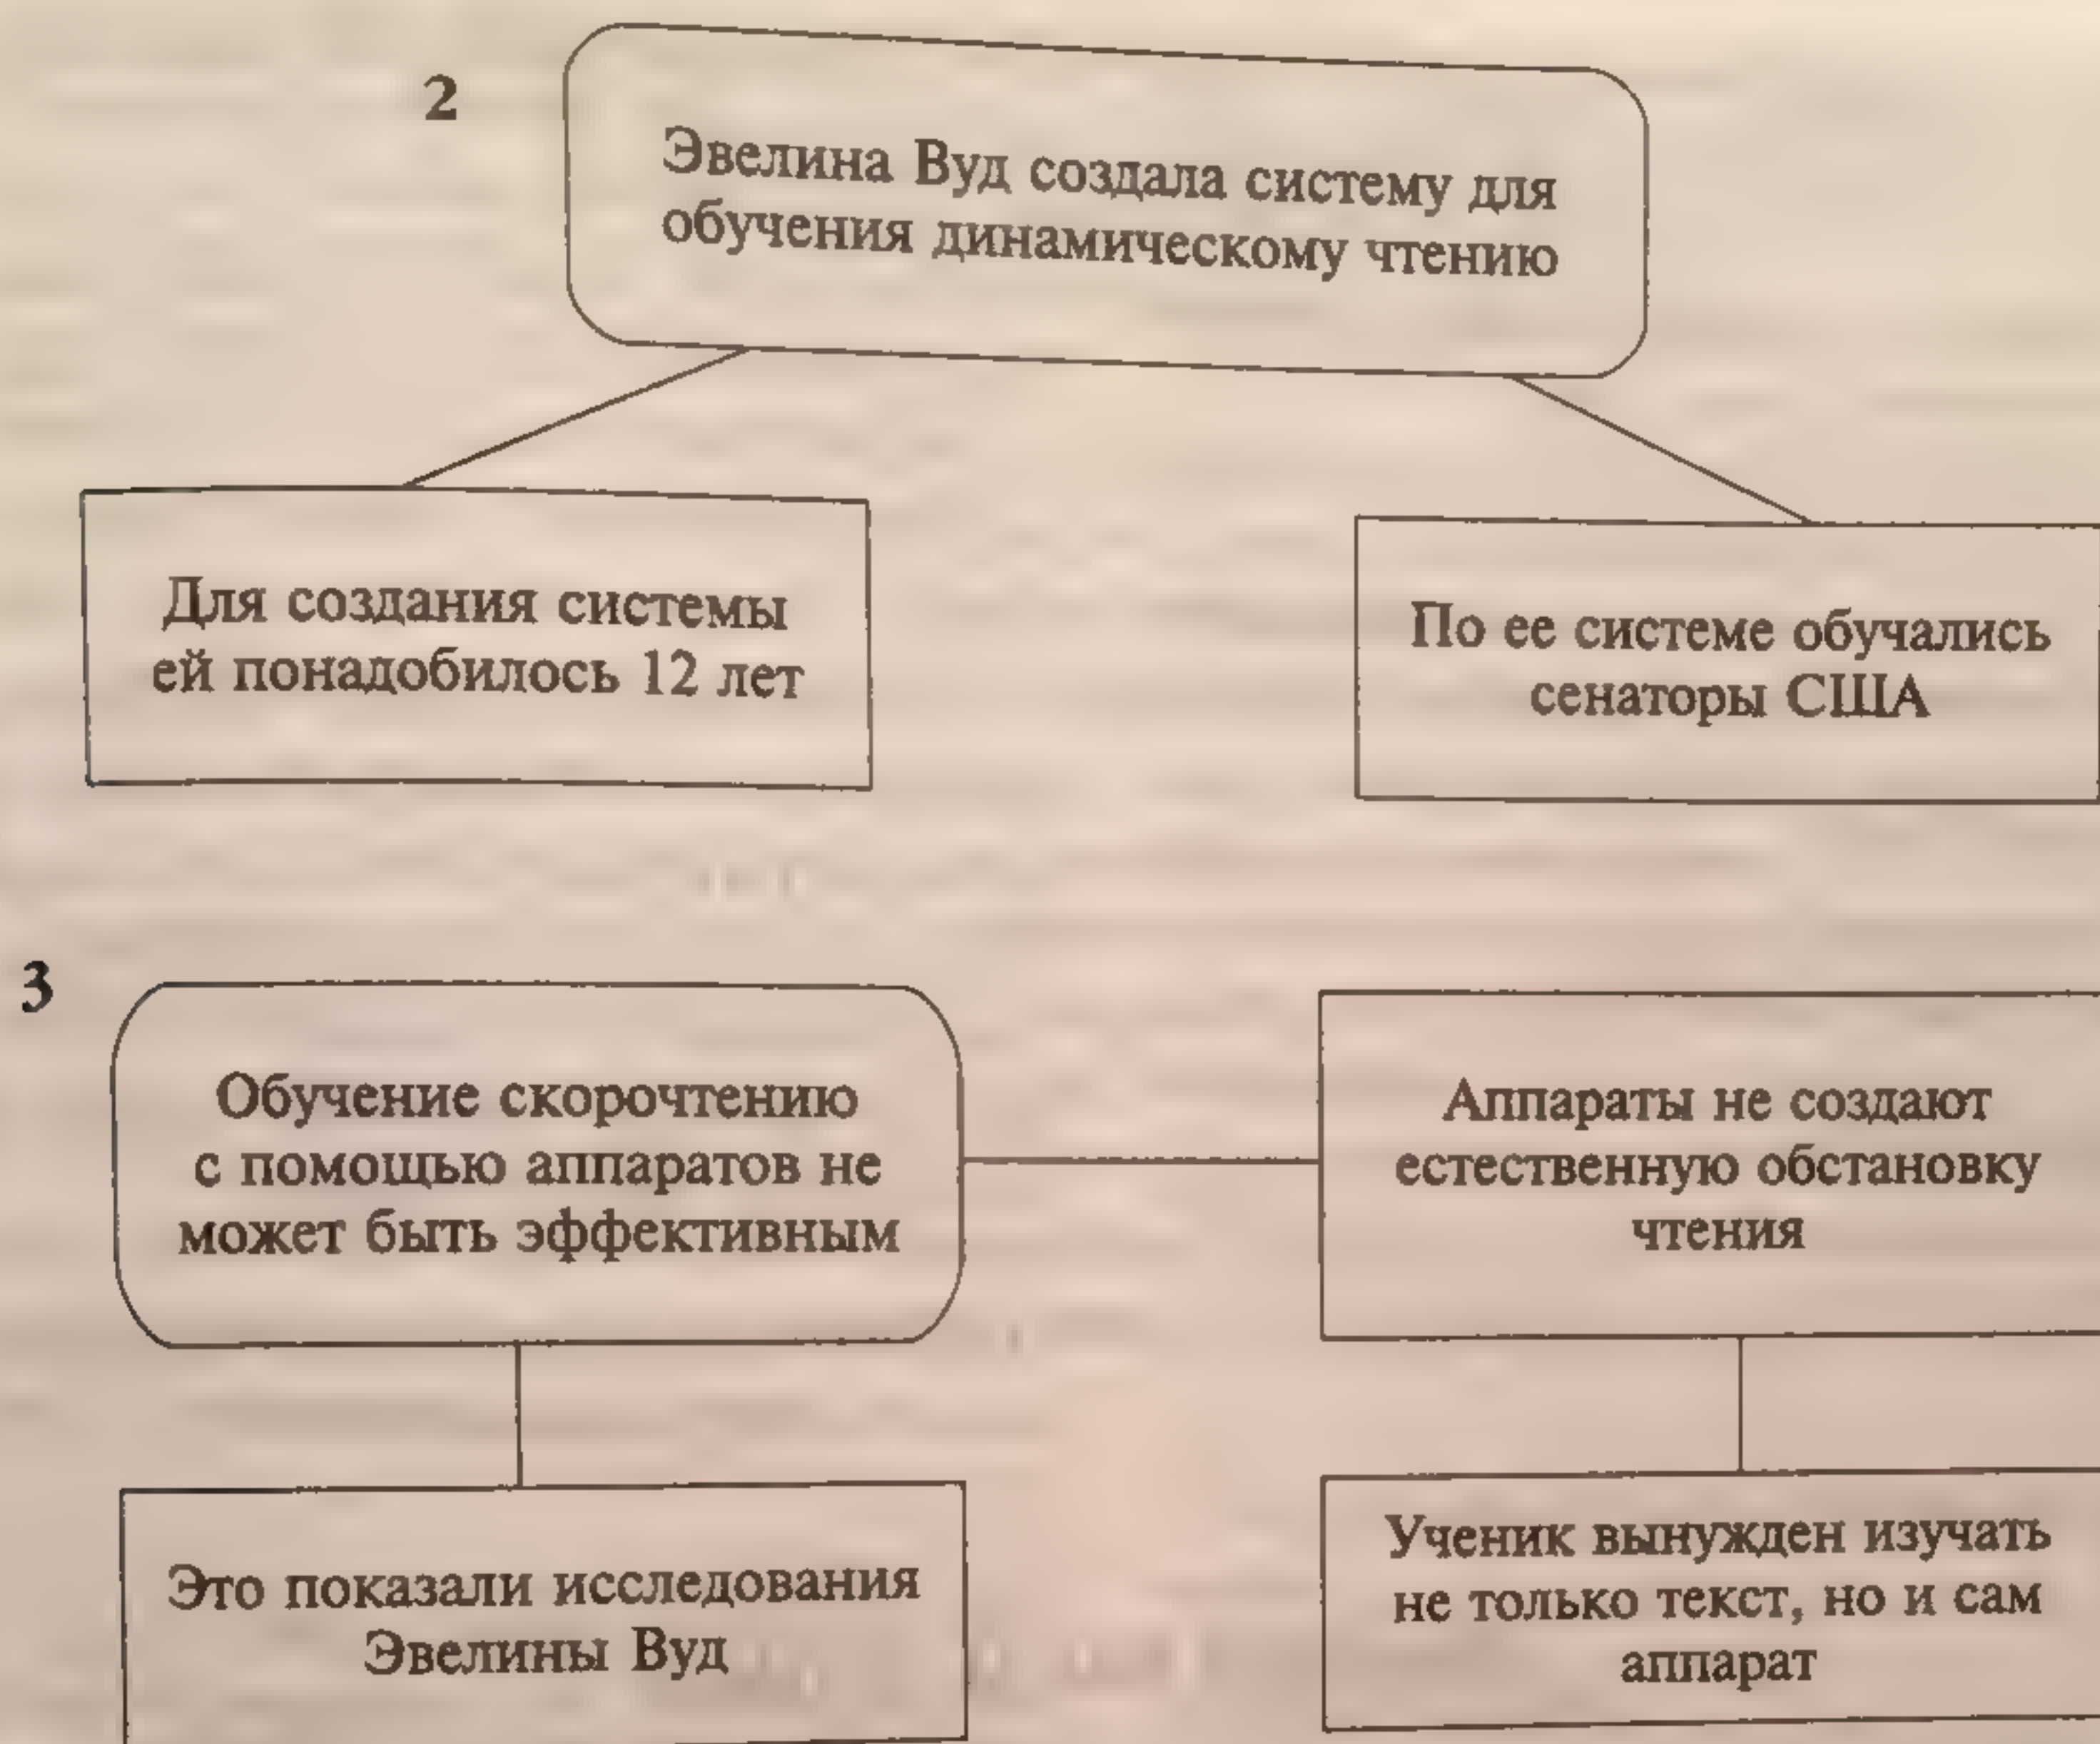 2
Эвелина Вуд создала систему для
обучения динамическому чтению
Для создания системы
ей понадобилось 12 лет
По ее системе обучались
сенаторы США
3
Обучение скорочтению
с помощью аппаратов не
может быть эффективным
Аппараты не создают
естественную обстановку
чтения
Это показали исследования
Эвелины Вуд
Ученик вынужден изучать
не только текст, но и сам
аппарат